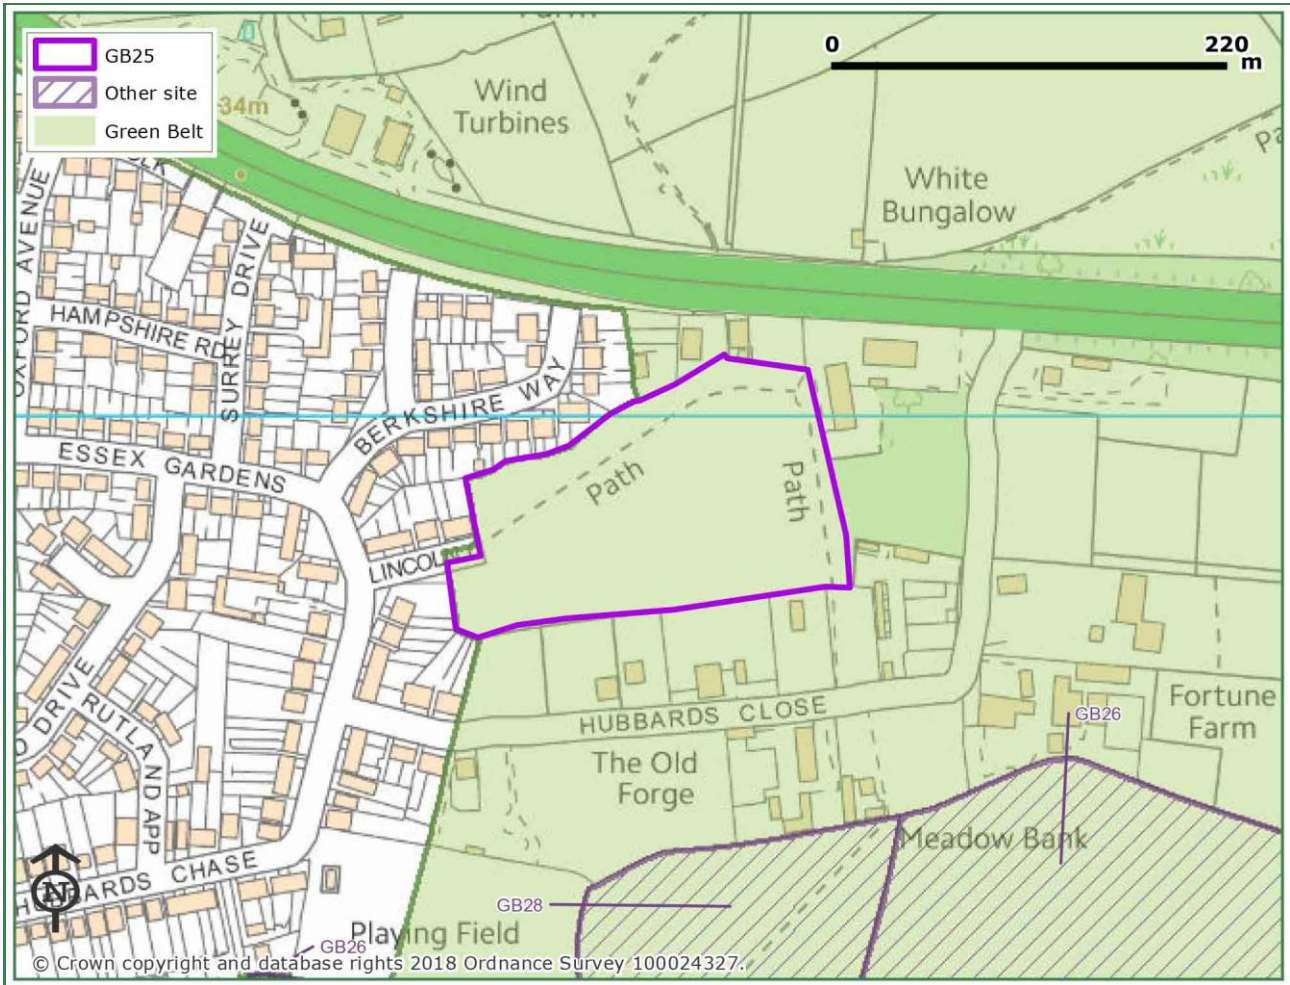 GB25
Other site
Green Belt
0
220
m
34m
Wind
Turbines
White
Bungalow
OXFORD AVENUE
SURREY DRIVE
HAMPSHIRE RD
BERKSHIRE WAY
ESSEX GARDENS
Path
Path
LINCOL
RUTLAND APP
DRIVE
HUBBARDS CLOSE
The Old
Forge
Fortune
Farm
GB26
Meadow Bank
GB28
HUBBARDS CHASE
N
Playing Field
GB26
© Crown copyright and database rights 2018 Ordnance Survey 100024327.